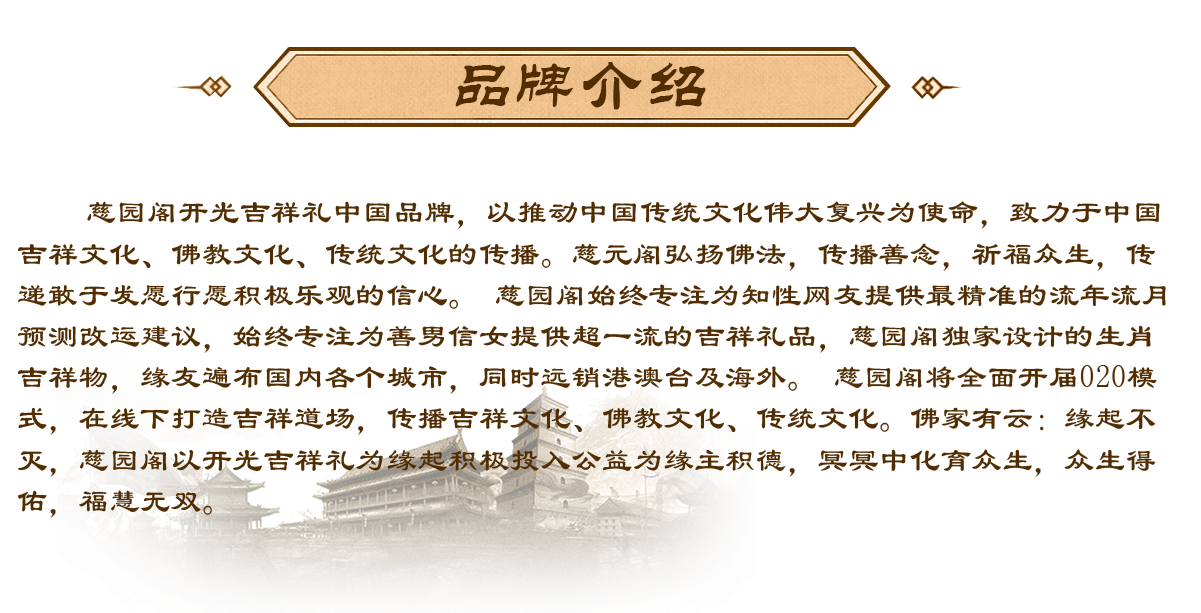 品牌介绍
慈园阁开光吉祥礼中国品牌，以推动中国传统文化伟大复兴为使命，致力于中国
吉祥文化、佛教文化、传统文化的传播。慈元阁弘扬佛法，传播善念，祈福众生，传
递敢于发愿行愿积极乐观的信心。 慈园阁始终专注为知性网友提供最精准的流年流月
预测改运建议，始终专注为善男信女提供超一流的吉祥礼品，慈园阁独家设计的生肖
吉祥物，缘友遍布国内各个城市，同时远销港澳台及海外。 慈园阁将全面开届020模
式，在线下打造吉祥道场，传播吉祥文化、佛教文化、传统文化。佛家有云：缘起不
灭，慈园阁以开光吉祥礼为缘起积极投入公益为缘主积德，冥冥中化育众生，众生得
佑，福慧无双。